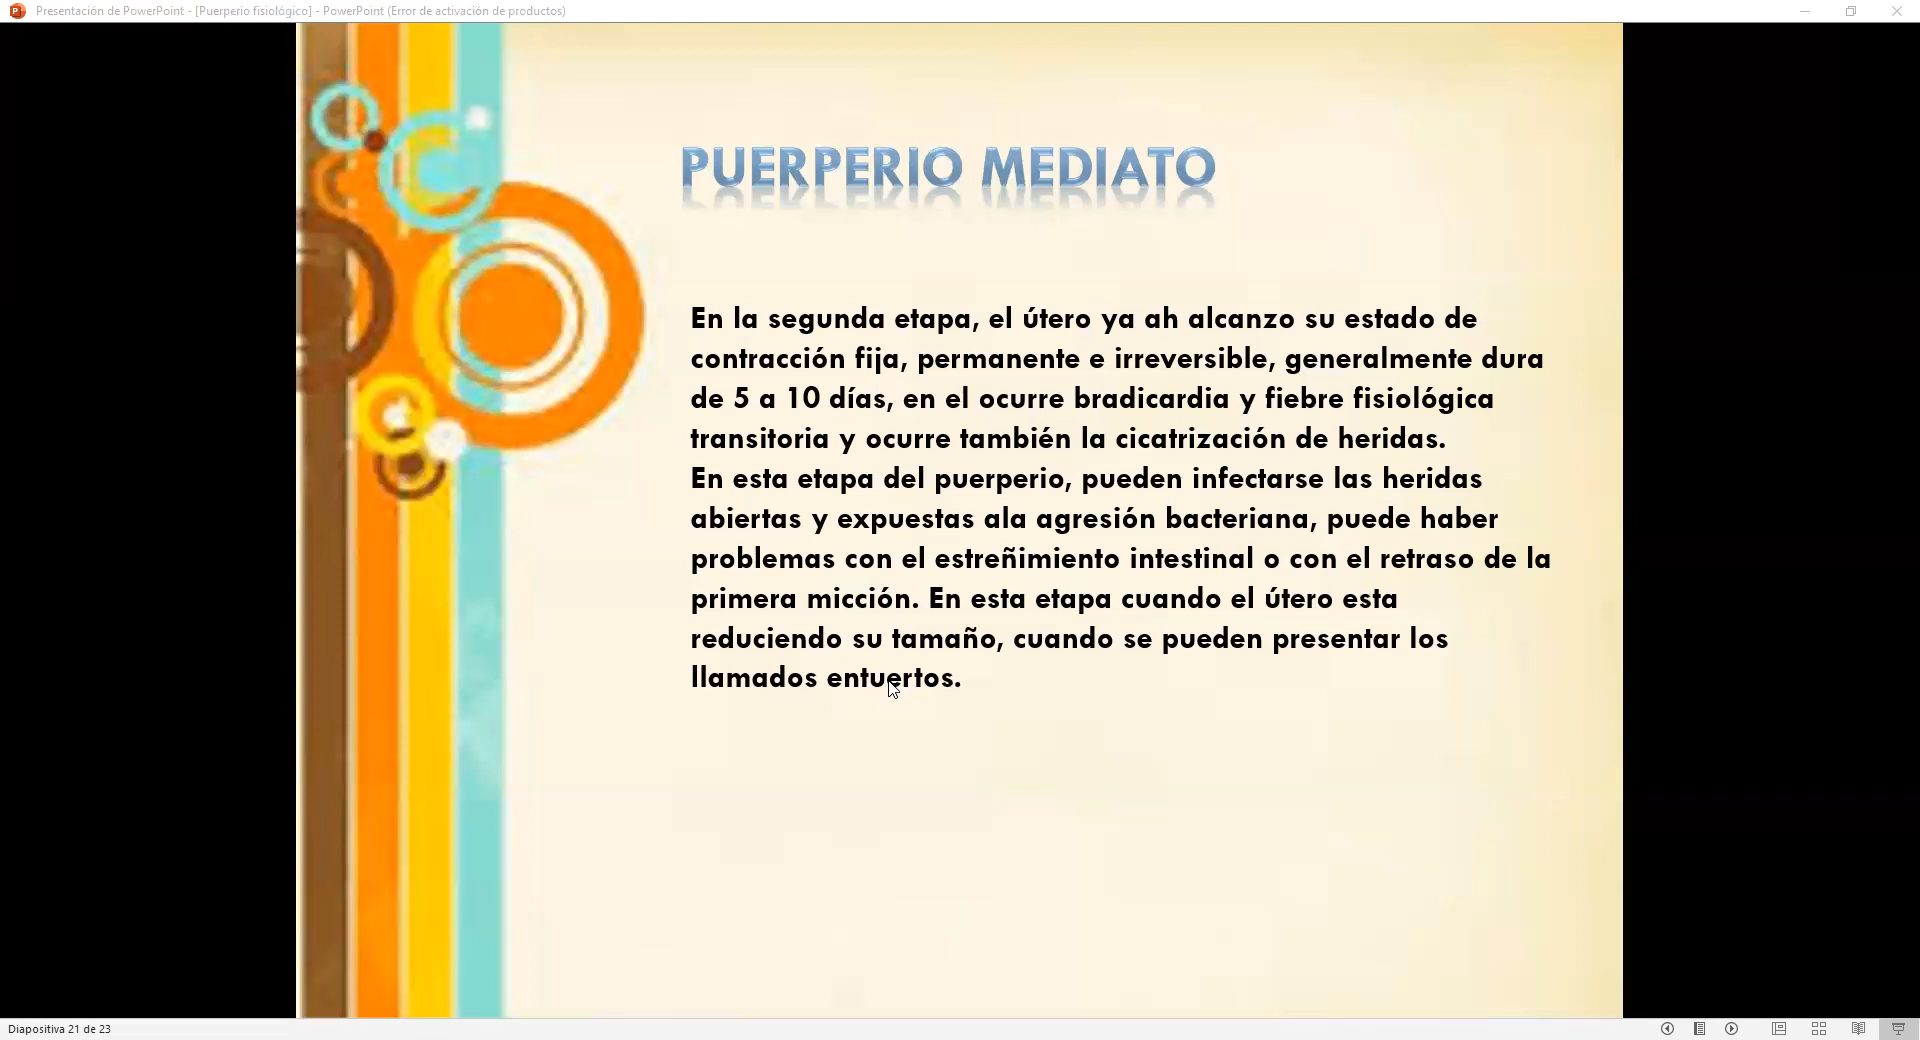 Presentación de PowerPoint - [Puerperio fisiológico] - PowerPoint (Error de activación de productos)
PUERPERIO MEDIATO
En la segunda etapa, el útero ya ah alcanzo su estado de
contracción fija, permanente e irreversible, generalmente dura
de 5 a 10 días, en el ocurre bradicardia y fiebre fisiológica
transitoria y ocurre también la cicatrización de heridas.
En esta etapa del puerperio, pueden infectarse las heridas
abiertas y expuestas ala agresión bacteriana, puede haber
problemas con el estreñimiento intestinal o con el retraso de la
primera micción. En esta etapa cuando el útero esta
reduciendo su tamaño, cuando se pueden presentar los
llamados entuertos.
Diapositiva 21 de 23